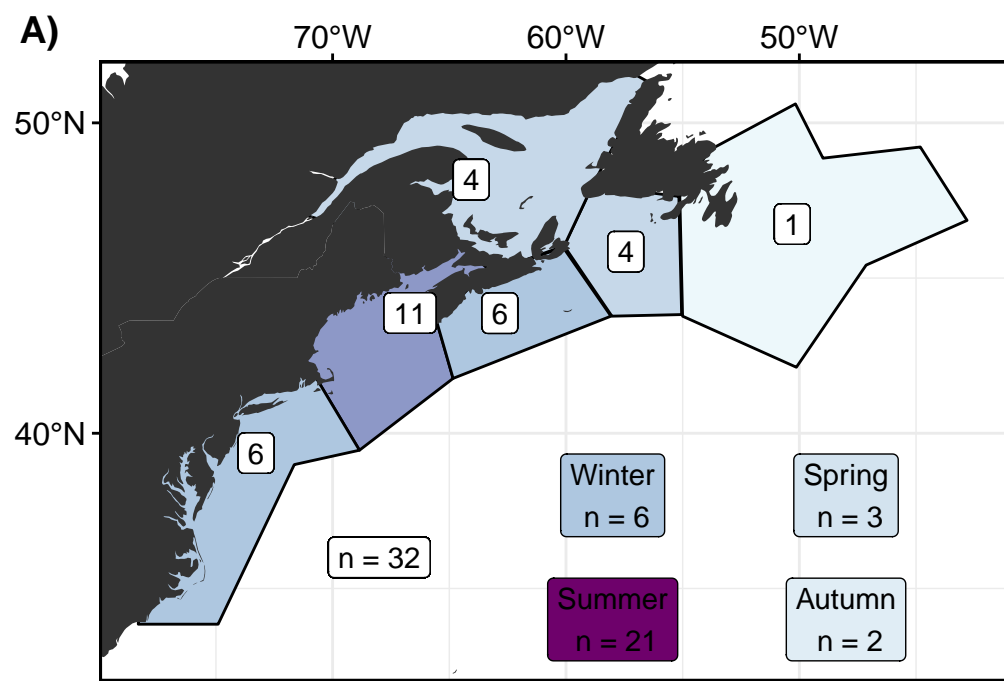 A)
70°W 60°W 50°W
50°N
40°N
4
4
1
11
6
6
n = 32
Winter
n = 6
Spring
n = 3
Summer
n = 21
Autumn
n = 2